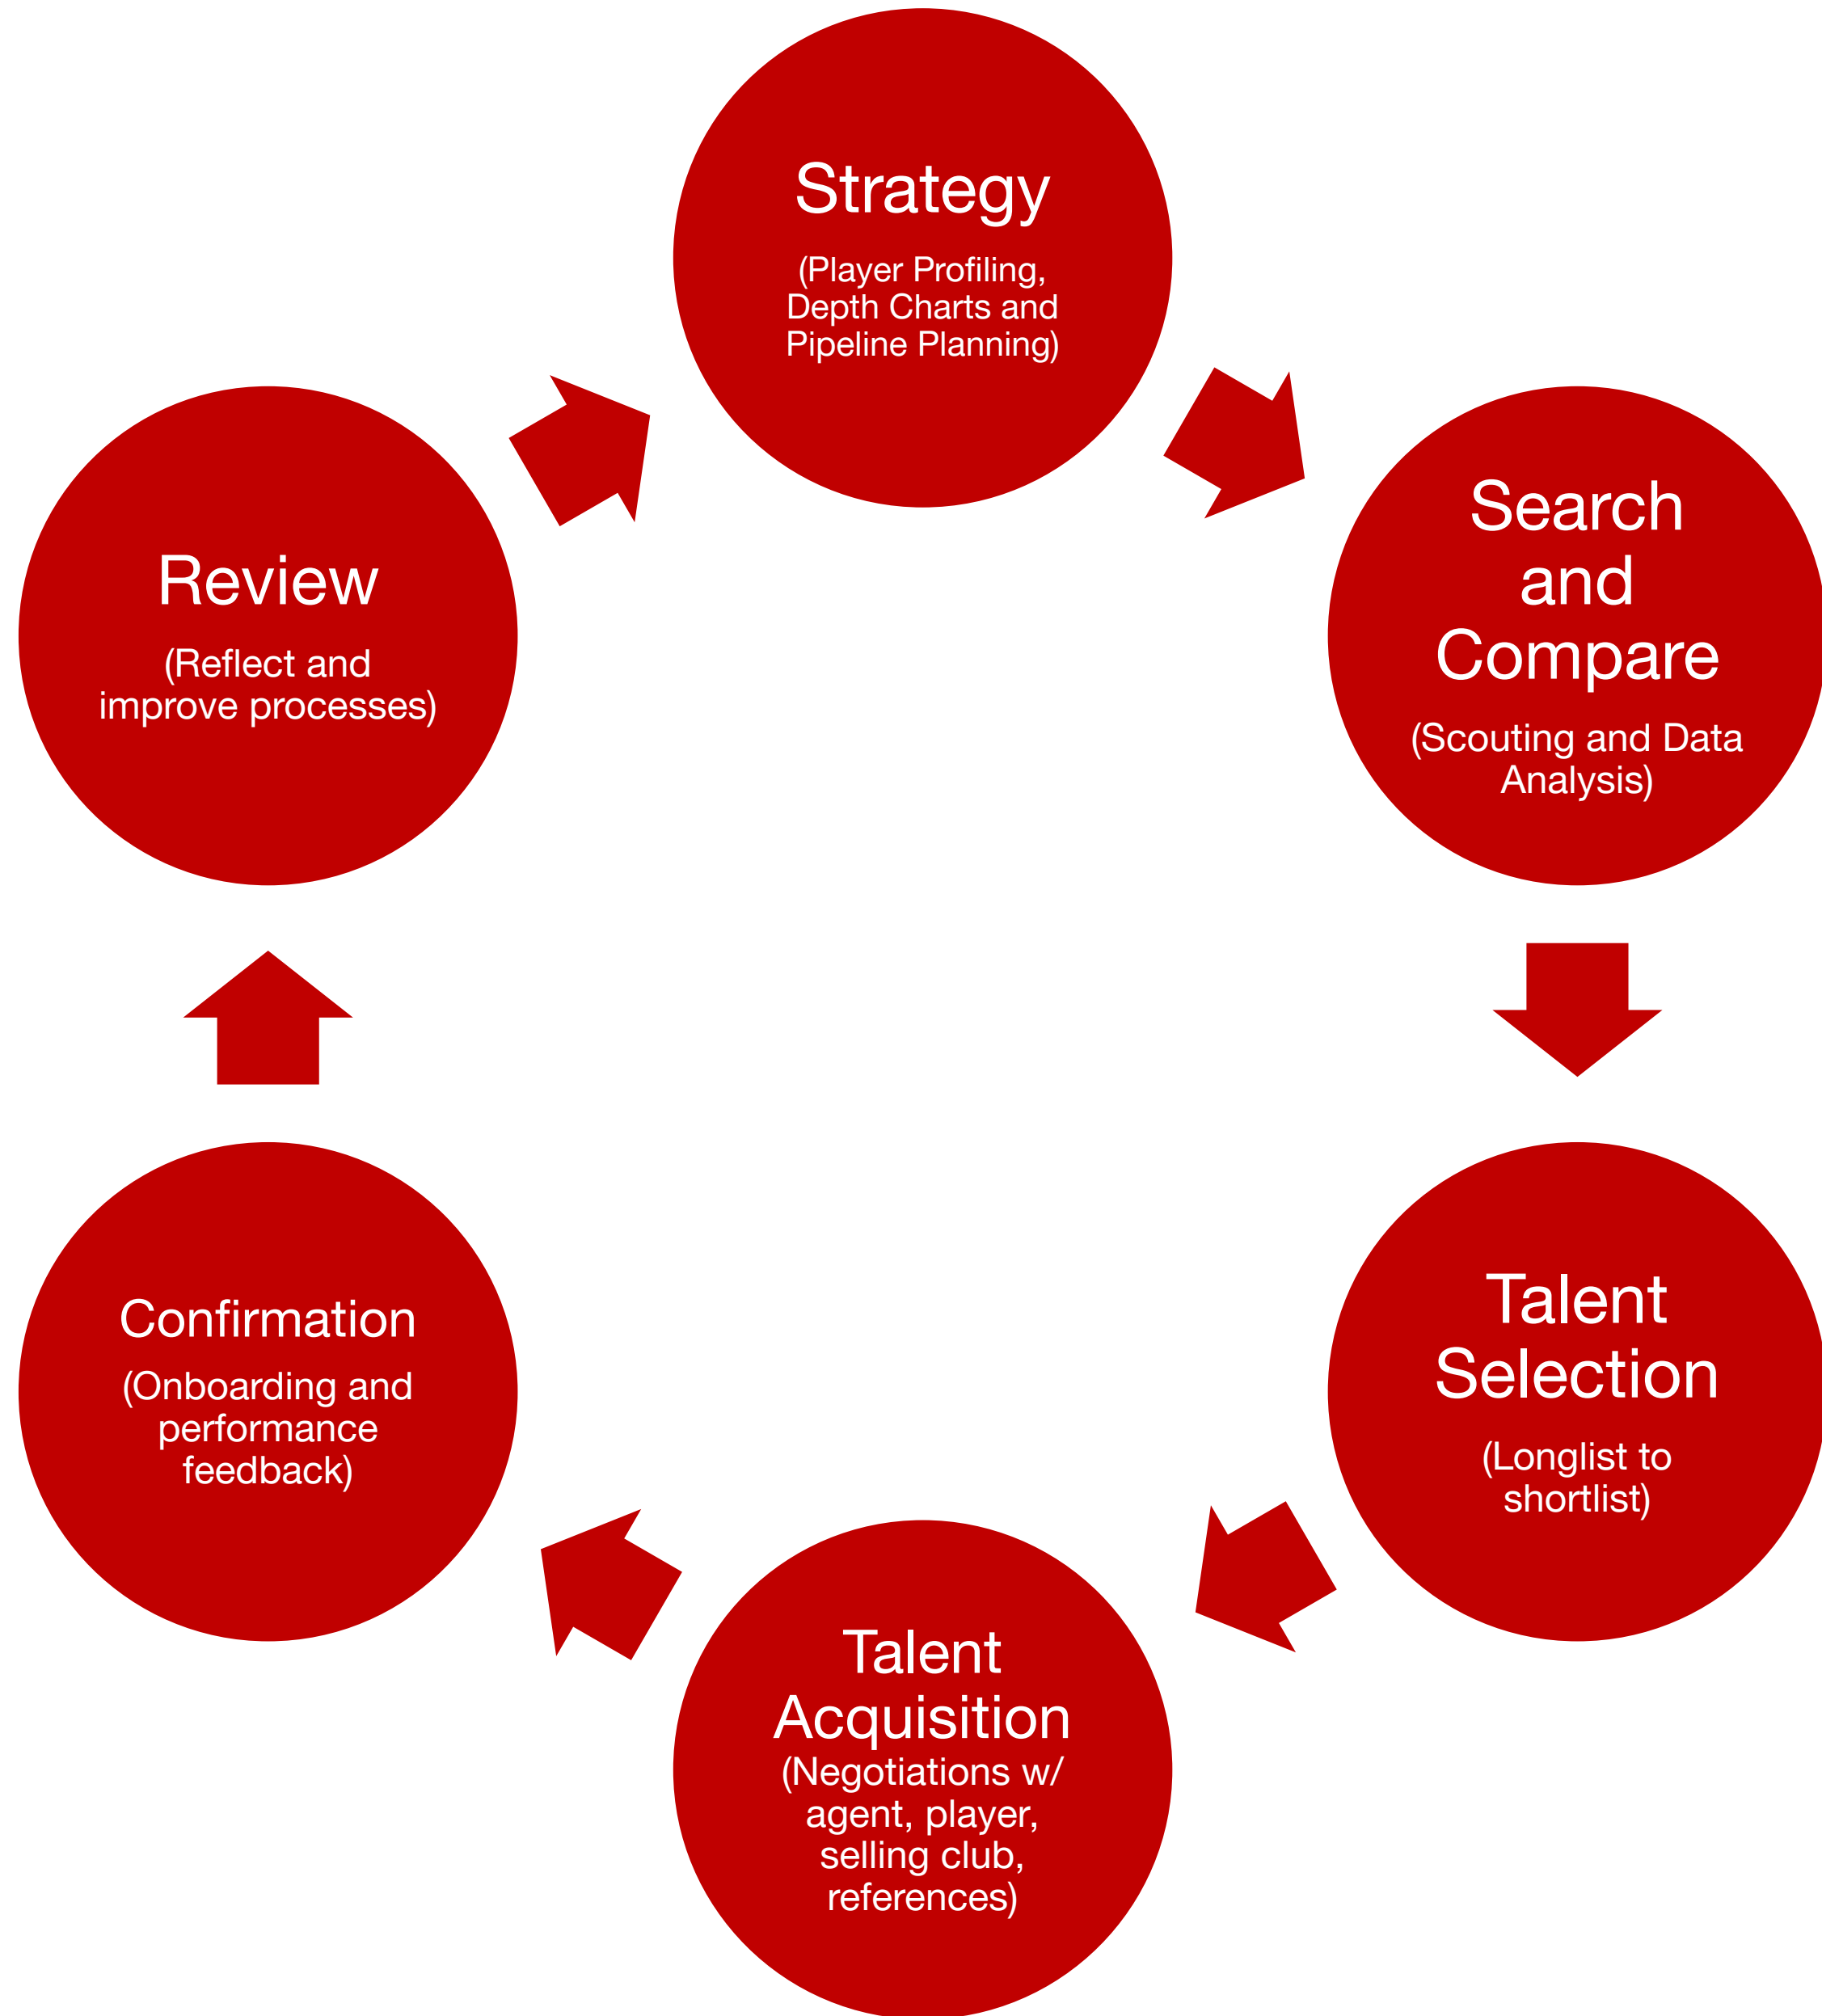 Strategy
(Player Profiling,
Depth Charts and
Pipeline Planning)
Search
and
Compare
(Scouting and Data
Analysis)
Talent
Selection
(Longlist to
shortlist)
Talent
Acquisition
(Negotiations w/
agent, player,
selling club,
references)
Confirmation
(Onboarding and
performance
feedback)
Review
(Reflect and
improve processes)